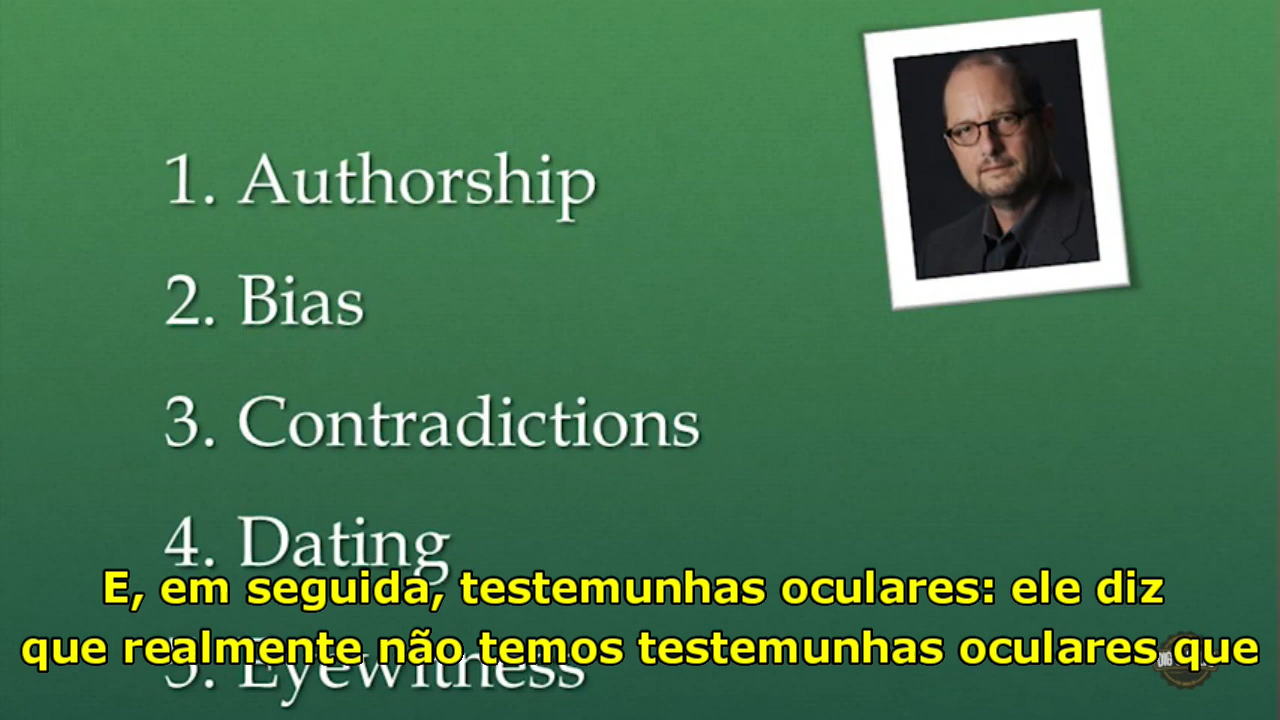 1. Authorship
2. Bias
3. Contradictions
4. Dating
E, em seguida, testemunhas oculares: ele diz
que realmente não temos testemunhas oculares que
5. Eyewitness